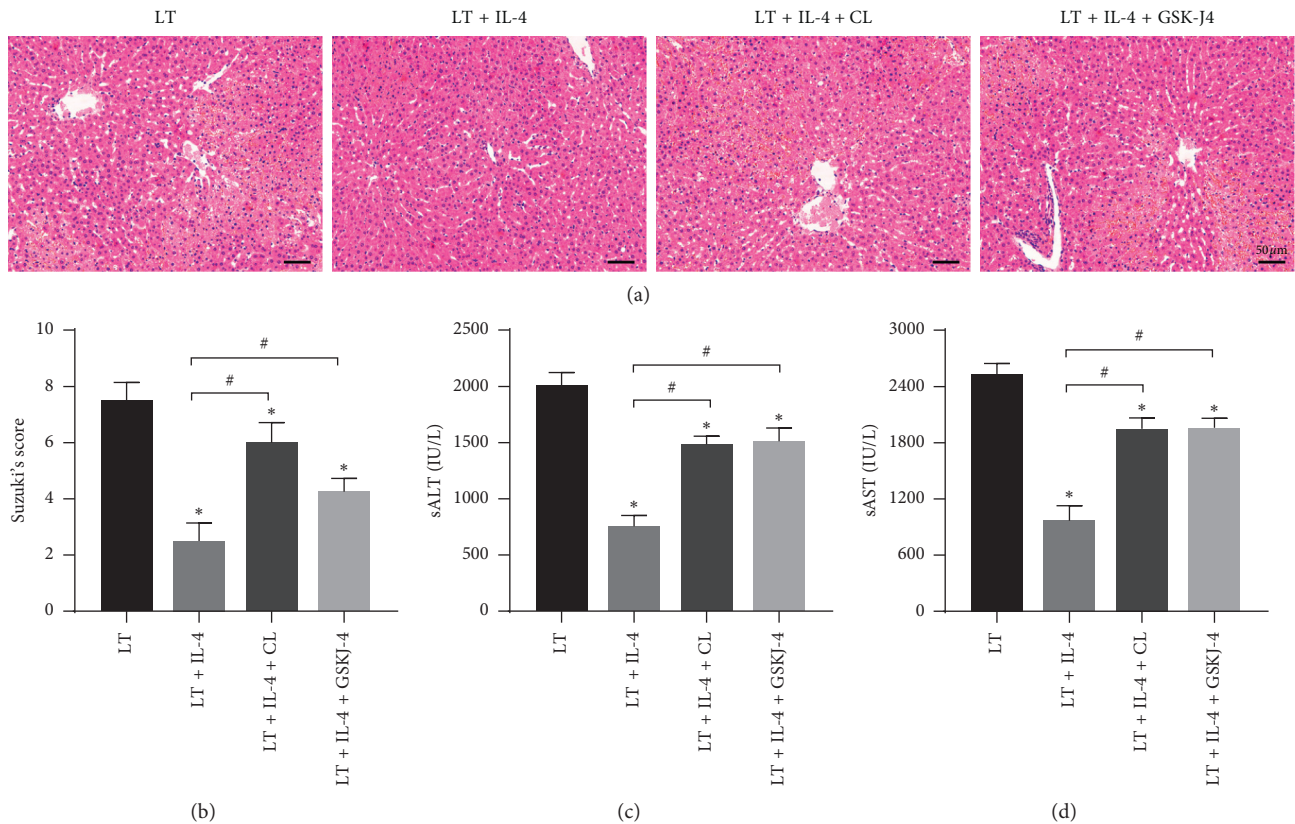 LT
LT + IL-4
LT + IL-4 + CL
LT + IL-4 + GSK-J4
50 μm
(a)
10
8
6
4
2
0
Suzuki's score
#
#
*
*
*
LT
LT + IL-4
LT + IL-4 + CL
LT + IL-4 + GSKJ-4
(b)
2500
2000
1500
1000
500
0
sALT (IU/L)
#
#
*
*
*
LT
LT + IL-4
LT + IL-4 + CL
LT + IL-4 + GSKJ-4
(c)
3000
2400
1800
1200
600
0
sAST (IU/L)
#
#
*
*
*
LT
LT + IL-4
LT + IL-4 + CL
LT + IL-4 + GSKJ-4
(d)